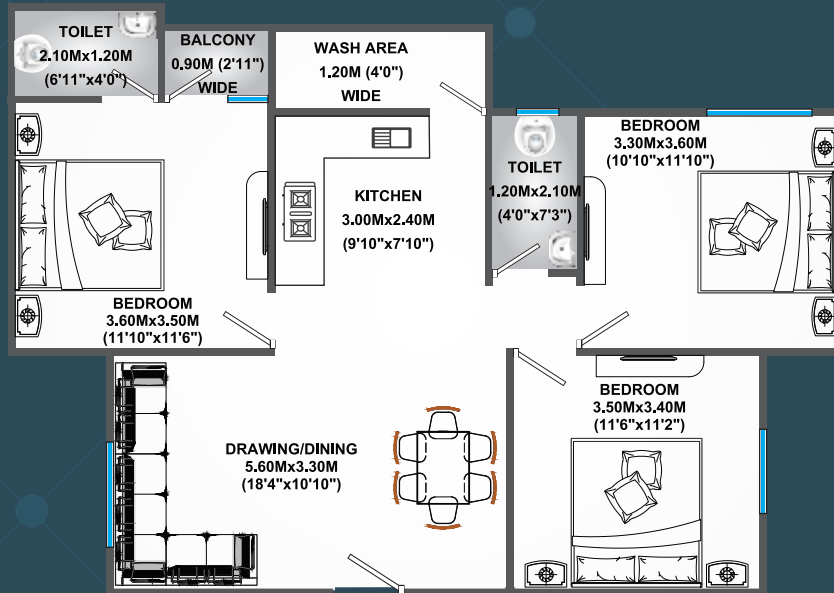 TOILET
2.10Mx1.20M
(6'11"x4'0")
BALCONY
0.90M (2'11")
WIDE
WASH AREA
1.20M (4'0")
WIDE
BEDROOM
3.30Mx3.60M
(10'10"x11'10")
TOILET
1.20Mx2.10M
(4'0"x7'3")
KITCHEN
3.00Mx2.40M
(9'10"x7'10")
BEDROOM
3.60Mx3.50M
(11'10"x11'6")
BEDROOM
3.50Mx3.40M
(11'6"x11'2")
DRAWING/DINING
5.60Mx3.30M
(18'4"x10'10")